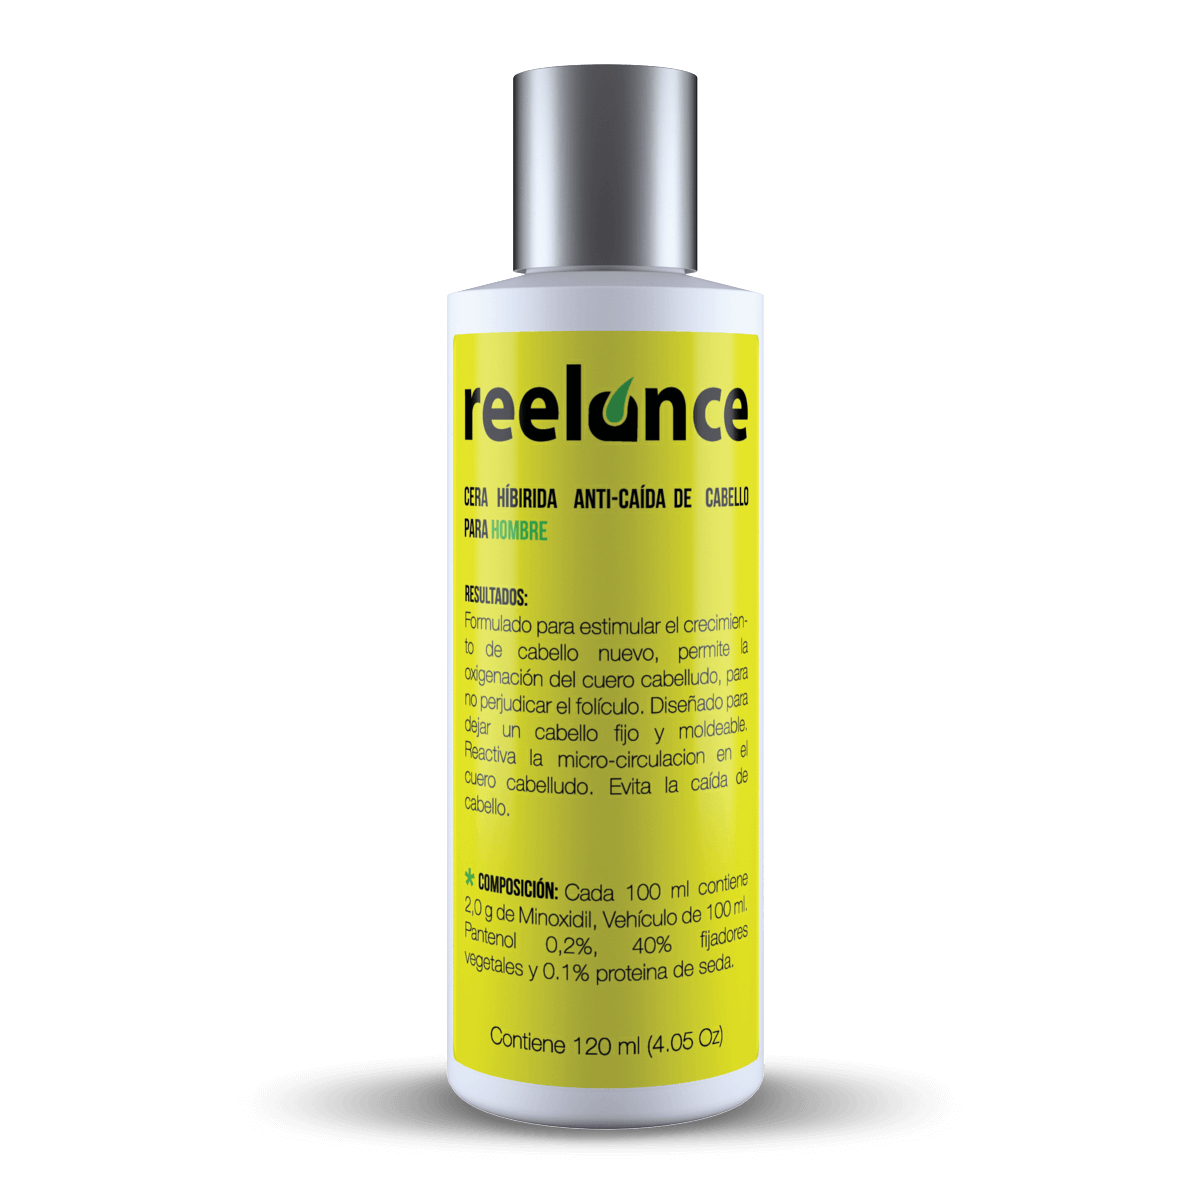 reelance
CERA HÍBIRIDA ANTI-CAÍDA DE CABELLO
PARA HOMBRE
RESULTADOS:
Formulado para estimular el crecimien-
to de cabello nuevo, permite la
oxigenación del cuero cabelludo, para
no perjudicar el folículo. Diseñado para
dejar un cabello fijo y moldeable.
Reactiva la micro-circulacion en el
cuero cabelludo. Evita la caída de
cabello.
* COMPOSICIÓN: Cada 100 ml contiene
2,0 g de Minoxidil, Vehículo de 100 ml.
Pantenol 0,2%, 40% fijadores
vegetales y 0.1% proteina de seda.
Contiene 120 ml (4.05 Oz)